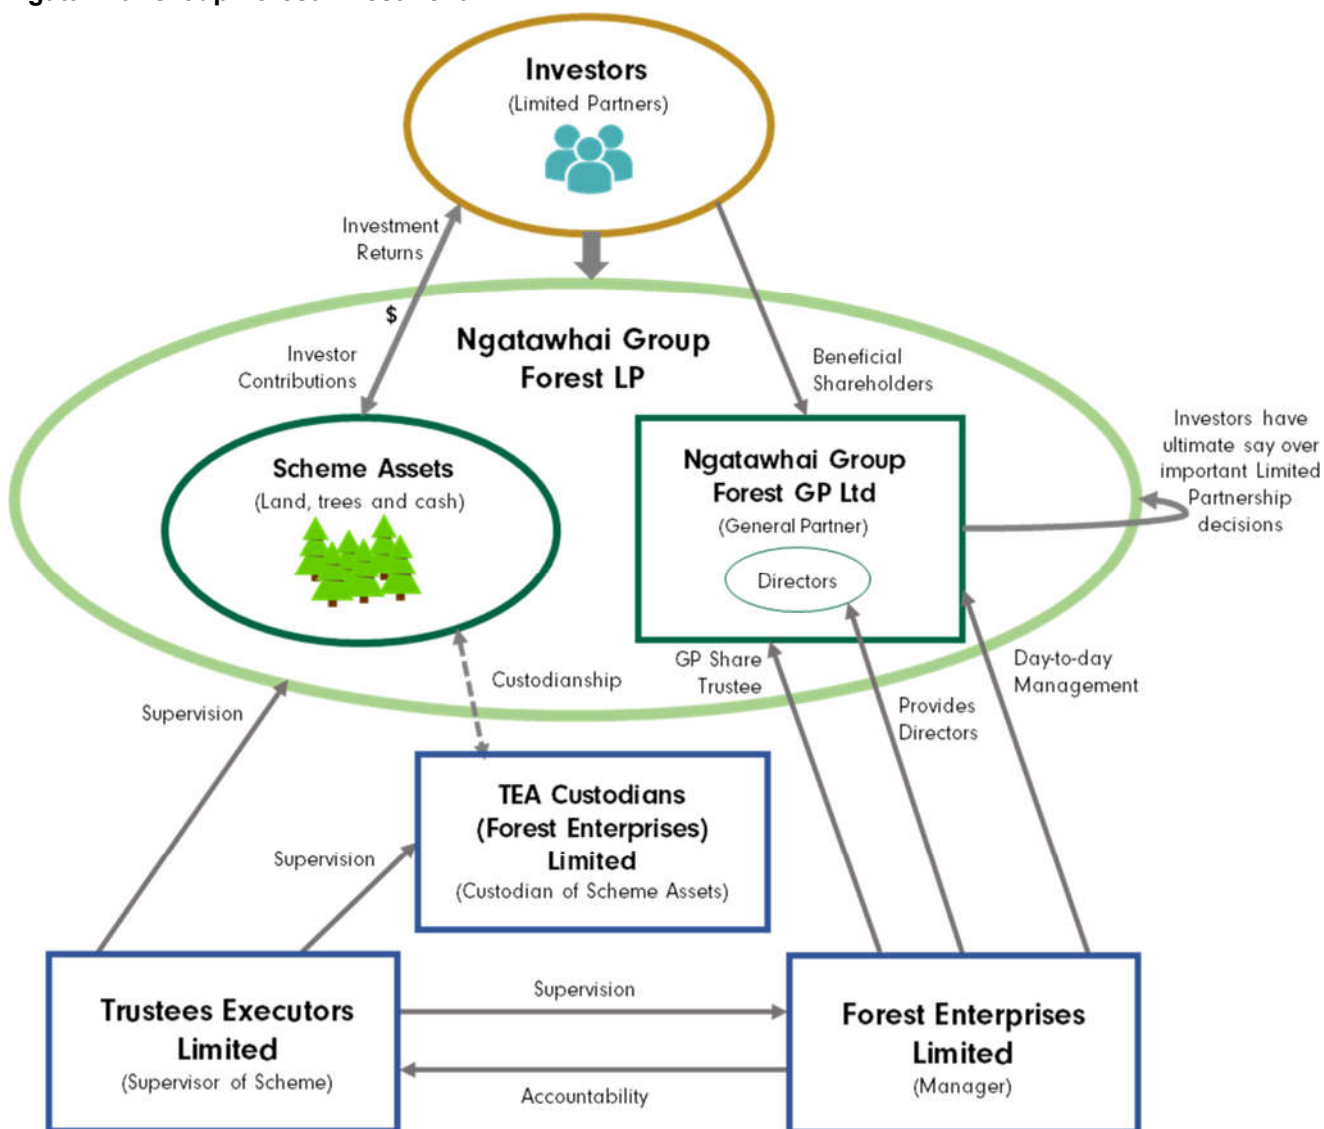 Investors
(Limited Partners)
Investment
Returns
$
Investor
Contributions
Ngatawhai Group
Forest LP
Beneficial
Shareholders
Investors have
ultimate say over
important Limited
Partnership
decisions
Scheme Assets
(Land, trees and cash)
Ngatawhai Group
Forest GP Ltd
(General Partner)
Directors
GP Share
Trustee
Day-to-day
Management
Custodianship
Supervision
Provides
Directors
TEA Custodians
(Forest Enterprises)
Limited
(Custodian of Scheme Assets)
Supervision
Trustees Executors
Limited
(Supervisor of Scheme)
Supervision
Accountability
Forest Enterprises
Limited
(Manager)